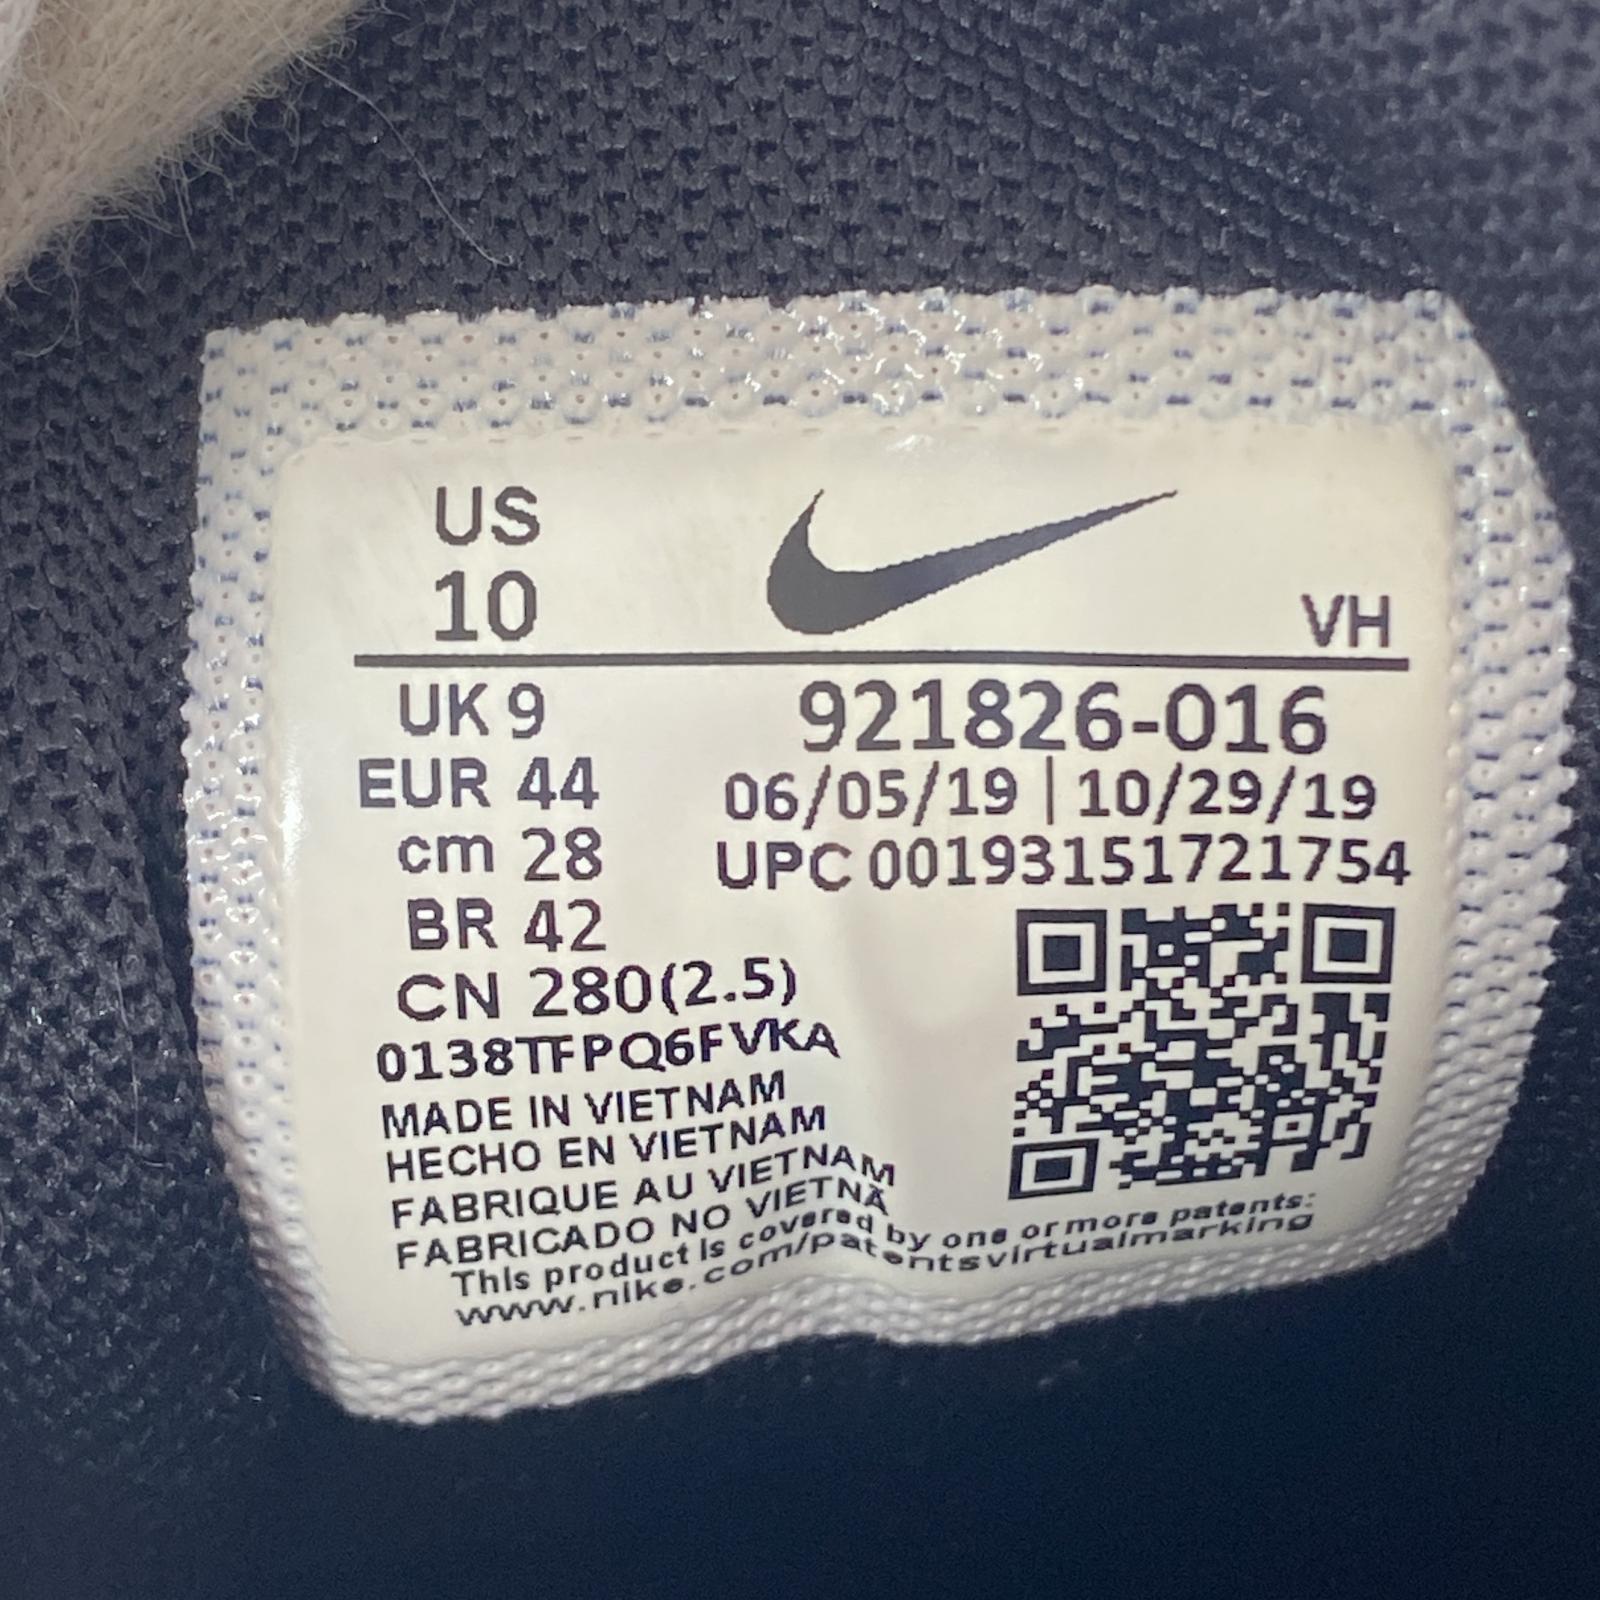 US
10
VH
UK 9
921826-016
EUR 44
06/05/19 | 10/29/19
cm 28
UPC 00193151721754
BR 42
CN 280(2.5)
0138TFPQ6FVKA
MADE IN VIETNAM
HECHO EN VIETNAM
FABRIQUE AU VIETNAM
FABRICADO NO VIETNÃ
This product is covered by one or more patents:
www.nike.com/patentsvirtualmarking